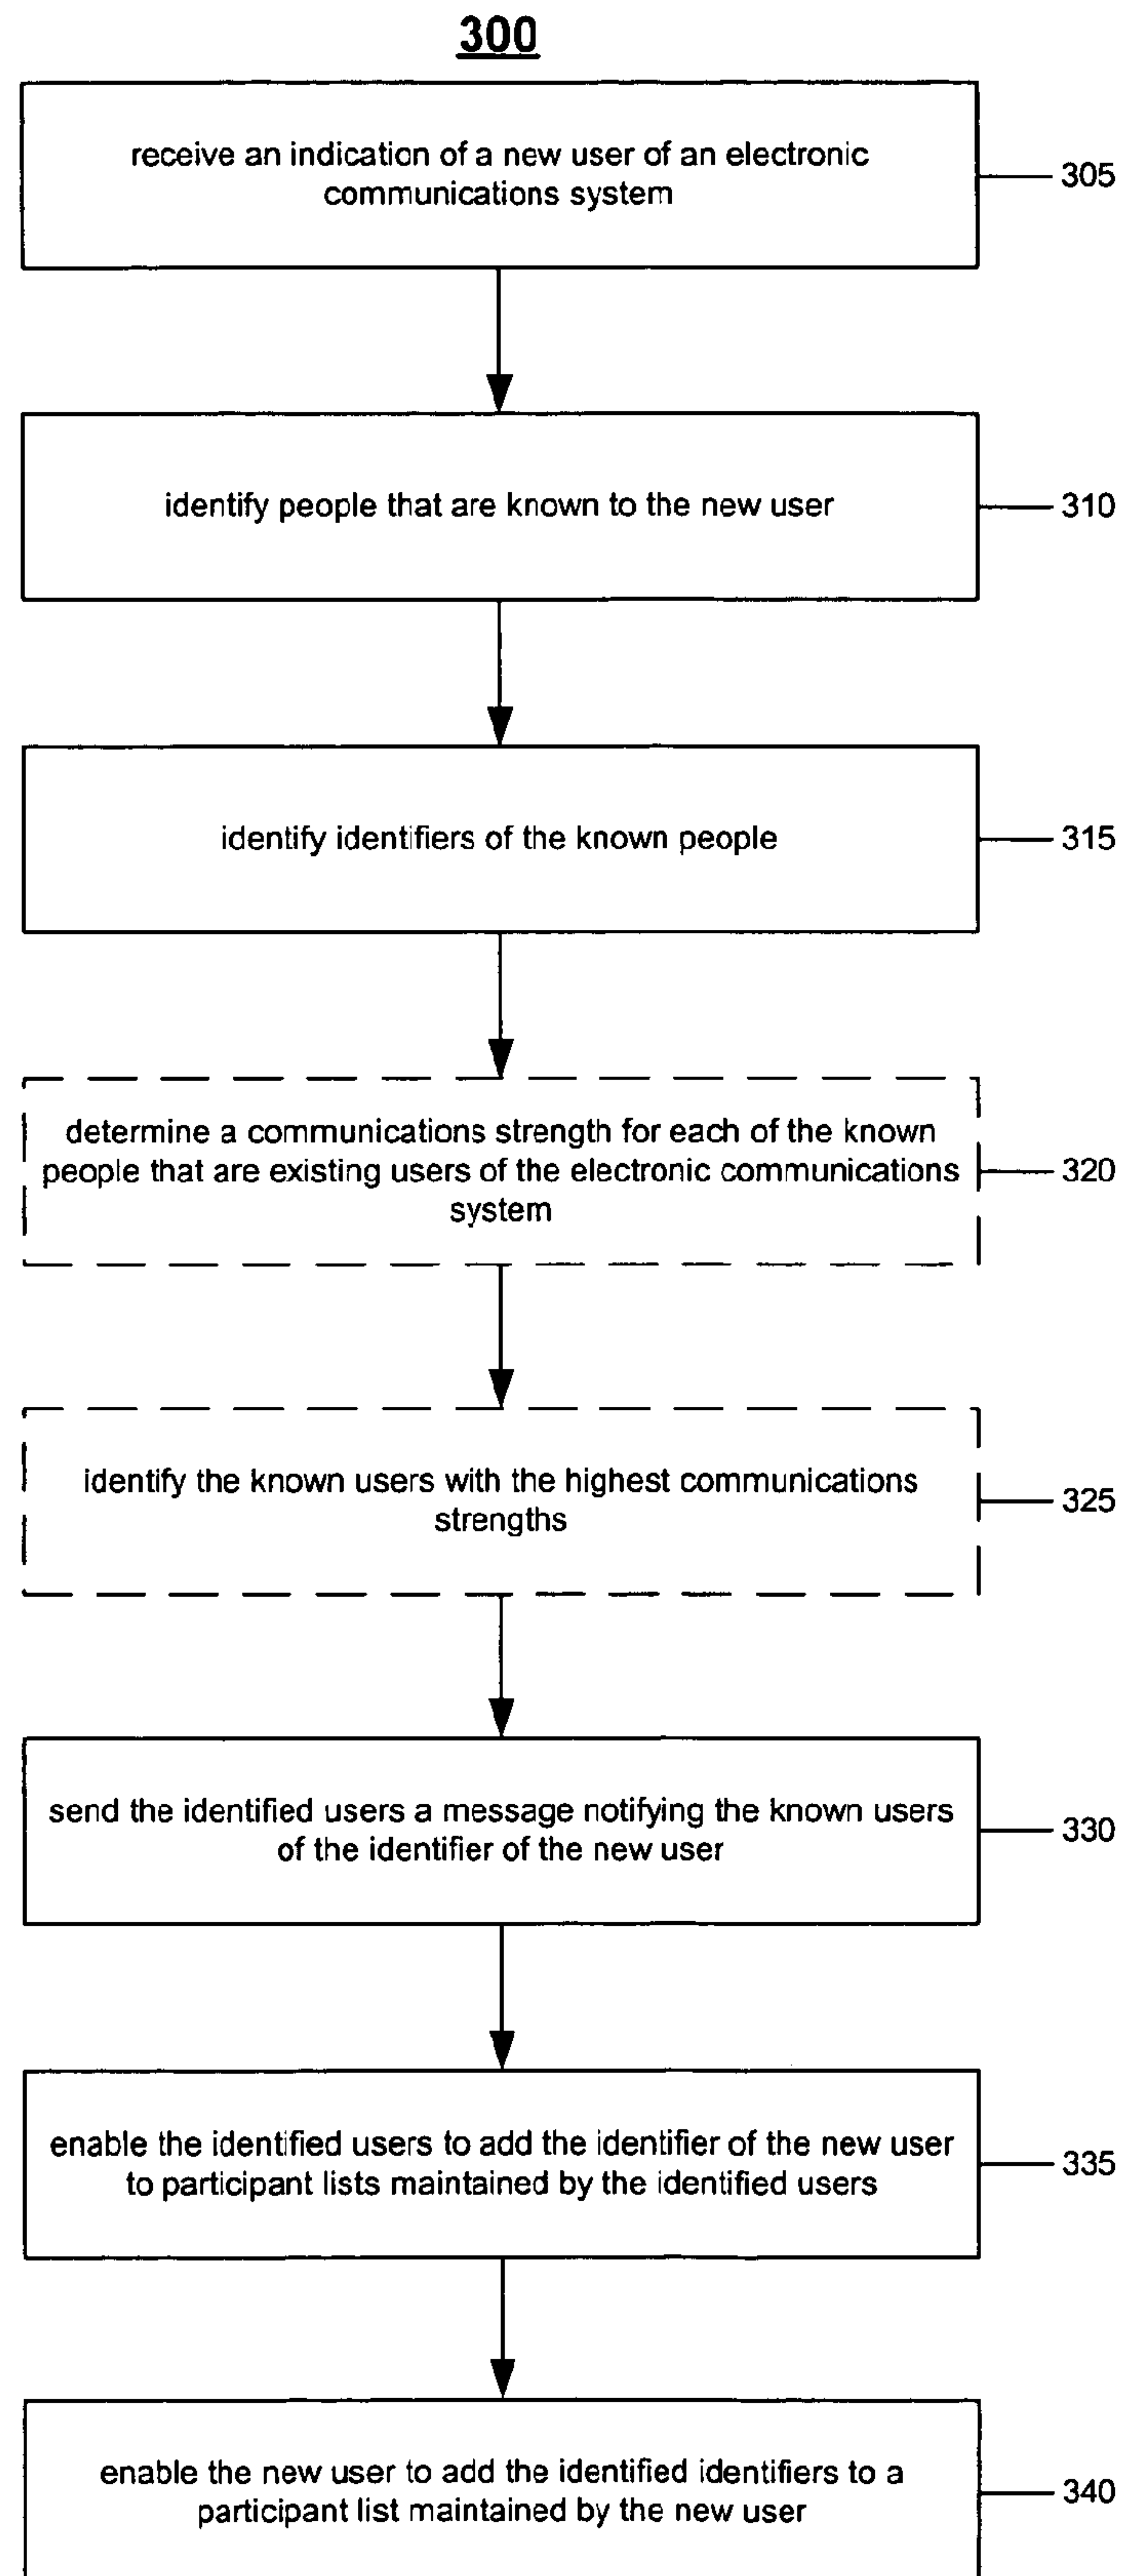 300
receive an indication of a new user of an electronic
communications system
305
identify people that are known to the new user
310
identify identifiers of the known people
315
determine a communications strength for each of the known
people that are existing users of the electronic communications
system
320
identify the known users with the highest communications
strengths
325
send the identified users a message notifying the known users
of the identifier of the new user
330
enable the identified users to add the identifier of the new user
to participant lists maintained by the identified users
335
enable the new user to add the identified identifiers to a
participant list maintained by the new user
340